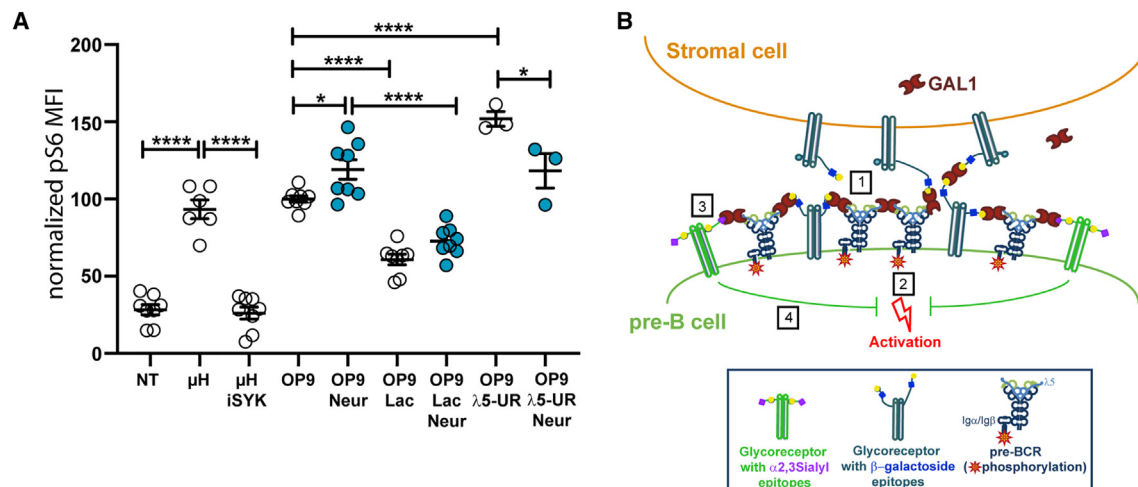 A
normalized pS6 MFI
200
150
100
50
0
****
****
****
****
*
****
*
NT
µH
µH
iSYK
OP9
OP9
Neur
OP9
Lac
OP9
Lac
Neur
OP9
λ5-UR
OP9
λ5-UR
Neur
B
Stromal cell
GAL1
1
3
2
4
pre-B cell
Activation
Glycoreceptor
with α2,3Sialyl
epitopes
Glycoreceptor
with β-galactoside
epitopes
λ5
Igα/Igβ
pre-BCR
( phosphorylation)